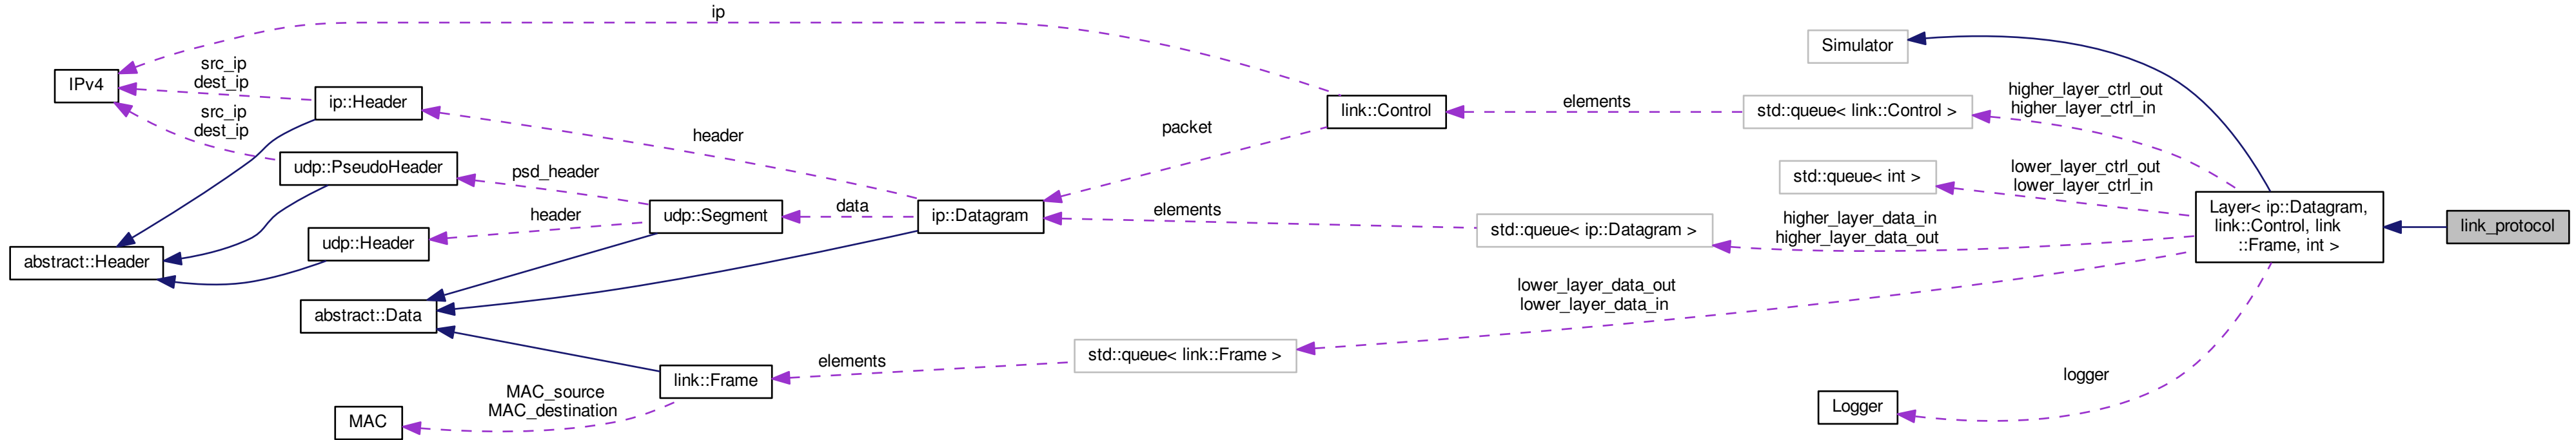 ip
Simulator
IPv4
src_ip
dest_ip
ip::Header
src_ip
dest_ip
header
link::Control
packet
elements
std::queue< link::Control >
higher_layer_ctrl_out
higher_layer_ctrl_in
udp::PseudoHeader
psd_header
std::queue< int >
lower_layer_ctrl_out
lower_layer_ctrl_in
header
udp::Segment
data
ip::Datagram
elements
std::queue< ip::Datagram >
higher_layer_data_in
higher_layer_data_out
Layer< ip::Datagram,
link::Control, link
::Frame, int >
link_protocol
udp::Header
abstract::Header
abstract::Data
lower_layer_data_out
lower_layer_data_in
std::queue< link::Frame >
elements
link::Frame
MAC_source
MAC_destination
MAC
logger
Logger